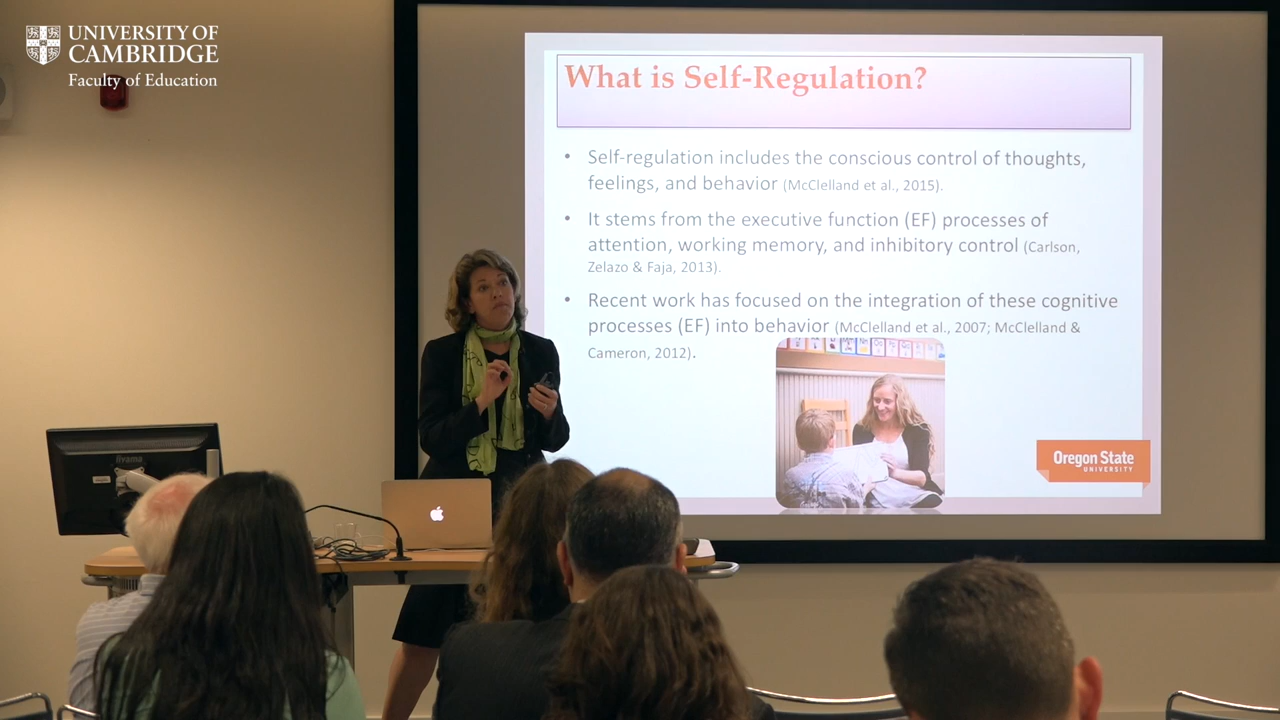 UNIVERSITY OF
CAMBRIDGE
Faculty of Education
What is Self-Regulation?
• Self-regulation includes the conscious control of thoughts,
feelings, and behavior (McClelland et al., 2015).
• It stems from the executive function (EF) processes of
attention, working memory, and inhibitory control (Carlson,
Zelazo & Faja, 2013).
• Recent work has focused on the integration of these cognitive
processes (EF) into behavior (McClelland et al., 2007; McClelland &
Cameron, 2012).
Oregon State
UNIVERSITY
iiyama